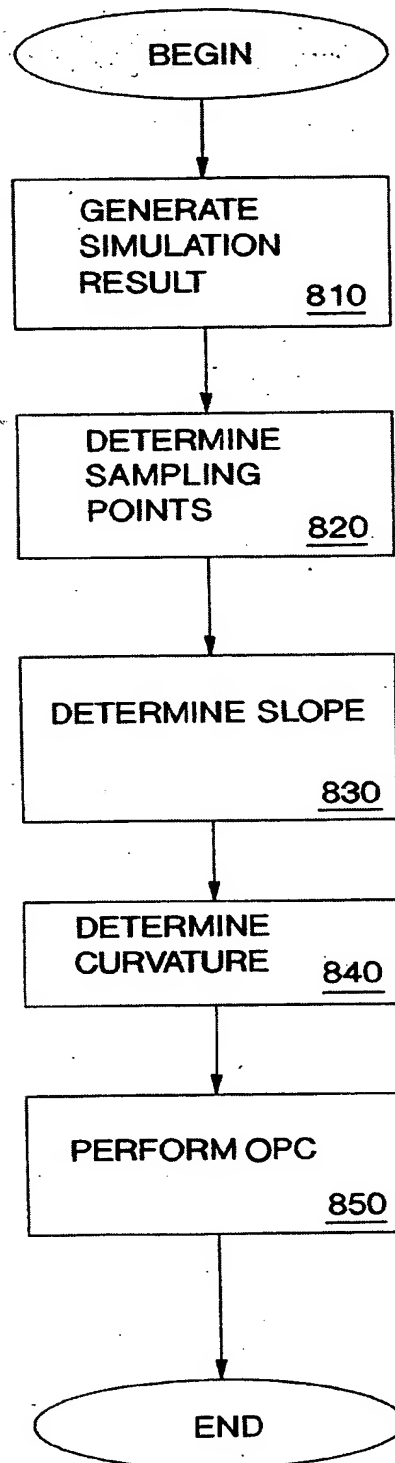 BEGIN
GENERATE
SIMULATION
RESULT
810
DETERMINE
SAMPLING
POINTS
820
DETERMINE SLOPE
830
DETERMINE
CURVATURE
840
PERFORM OPC
850
END